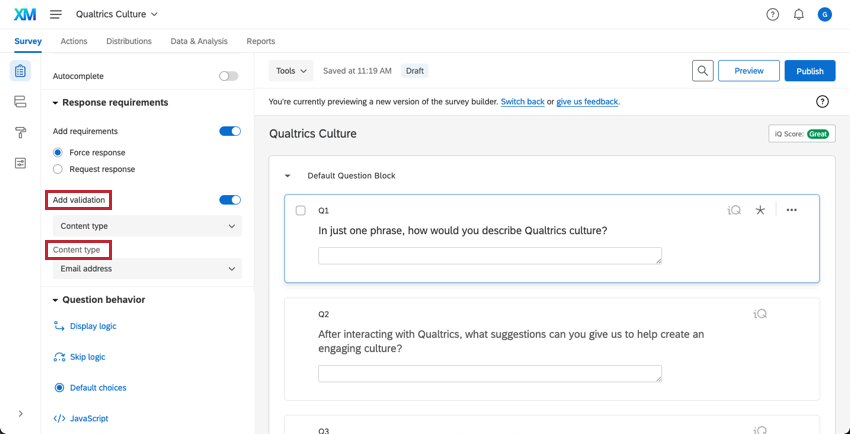 XM
Qualtrics Culture
G
Survey
Actions
Distributions
Data & Analysis
Reports
Autocomplete
Response requirements
Add requirements
Force response
Request response
Add validation
Content type
Content type
Email address
Question behavior
Display logic
Skip logic
Default choices
</> JavaScript
Tools
Saved at 11:19 AM
Draft
Preview
Publish
You're currently previewing a new version of the survey builder. Switch back or give us feedback.
Qualtrics Culture
iQ Score: Great
Default Question Block
Q1
iQ
In just one phrase, how would you describe Qualtrics culture?
Q2
iQ
After interacting with Qualtrics, what suggestions can you give us to help create an
engaging culture?
Q3
iQ